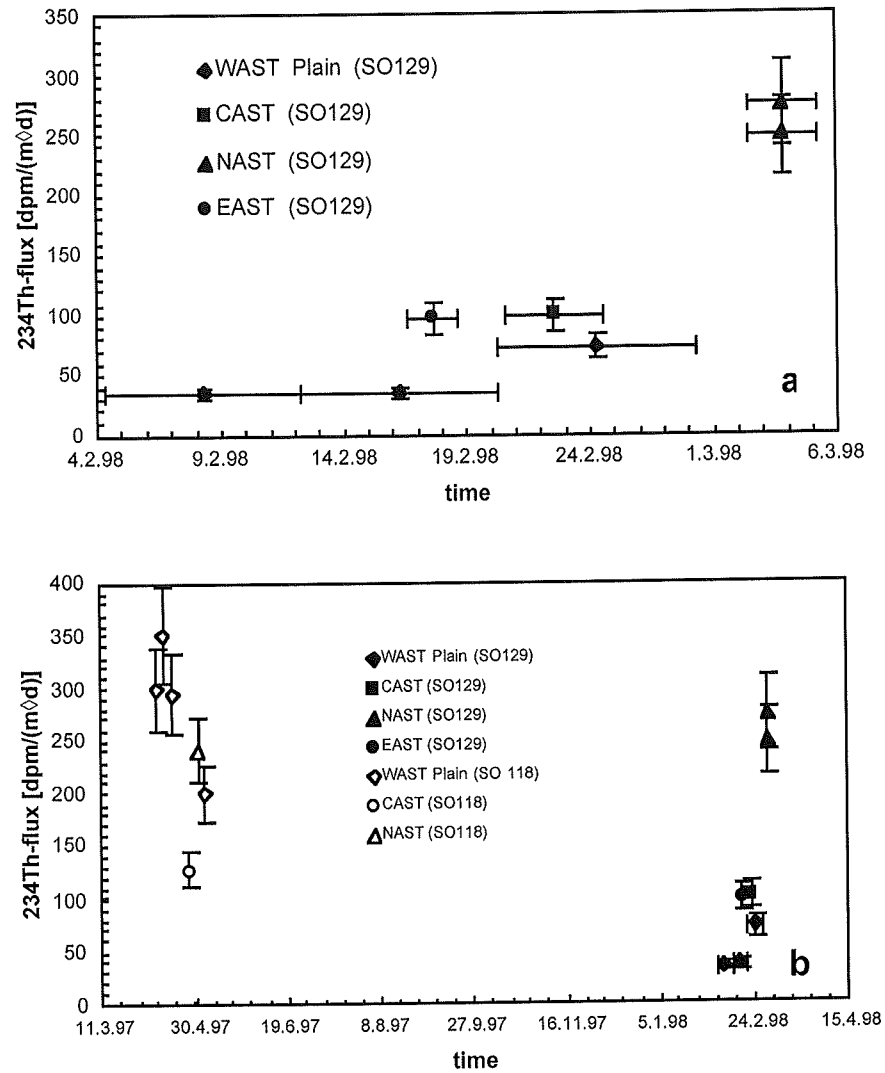 350
300
250
200
150
100
50
0
234Th-flux [dpm/(m◊d)]
WAST Plain (SO129)
CAST (SO129)
NAST (SO129)
EAST (SO129)
a
4.2.98 9.2.98 14.2.98 19.2.98 24.2.98 1.3.98 6.3.98
time
400
350
300
250
200
150
100
50
0
234Th-flux [dpm/(m◊d)]
WAST Plain (SO129)
CAST (SO129)
NAST (SO129)
EAST (SO129)
WAST Plain (SO 118)
CAST (SO118)
NAST (SO118)
b
11.3.97 30.4.97 19.6.97 8.8.97 27.9.97 16.11.97 5.1.98 24.2.98 15.4.98
time